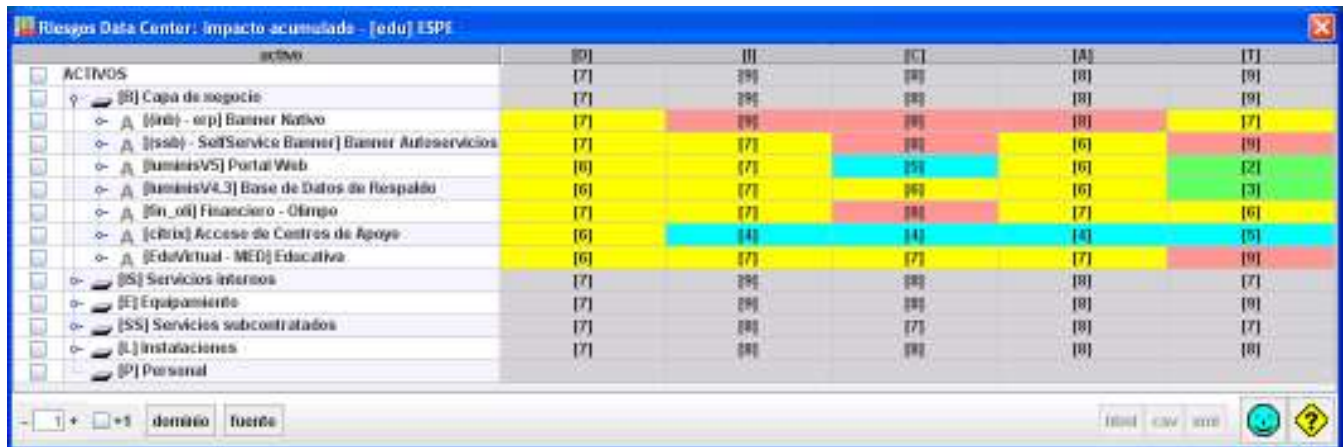 Riesgos Data Center: impacto acumulado - [edu] ESPE
activo [D] [I] [C] [A] [T]
ACTIVOS [7] [9] [8] [8] [9]
[B] Capa de negocio [7] [9] [8] [8] [9]
[(inb) - erp] Banner Nativo [7] [9] [8] [8] [7]
[(ssb) - SelfService Banner] Banner Autoservicios [7] [7] [8] [6] [9]
[luminisV5] Portal Web [6] [7] [5] [6] [2]
[luminisV4.3] Base de Datos de Respaldo [6] [7] [6] [6] [3]
[fin_oli] Financiero - Olimpo [7] [7] [8] [7] [6]
[citrix] Acceso de Centros de Apoyo [6] [4] [4] [4] [5]
[EduVirtual - MED] Educativa [6] [7] [7] [7] [9]
[IS] Servicios internos [7] [9] [8] [8] [7]
[E] Equipamiento [7] [9] [8] [8] [9]
[SS] Servicios subcontratados [7] [8] [7] [8] [7]
[L] Instalaciones [7] [8] [8] [8] [8]
[P] Personal
- 1 + +1 dominio fuente html csv xml